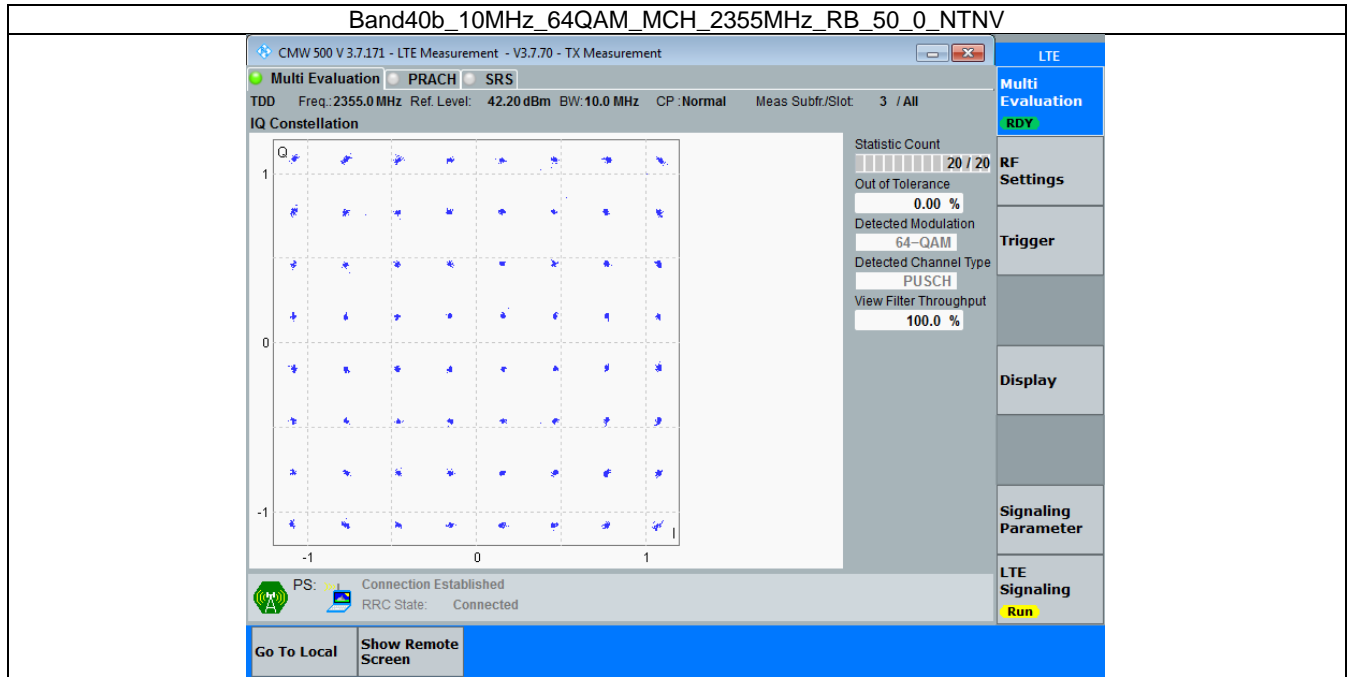 Band40b_10MHz_64QAM_MCH_2355MHz_RB_50_0_NTNV
CMW 500 V 3.7.171 - LTE Measurement - V3.7.70 - TX Measurement
LTE
Multi Evaluation PRACH SRS
TDD Freq.: 2355.0 MHz Ref. Level: 42.20 dBm BW: 10.0 MHz CP : Normal Meas Subfr./Slot: 3 / All
IQ Constellation
Multi
Evaluation
RDY
Q
1
0
-1
-1 0 1
I
Statistic Count
20 / 20
Out of Tolerance
0.00 %
Detected Modulation
64-QAM
Detected Channel Type
PUSCH
View Filter Throughput
100.0 %
RF
Settings
Trigger
Display
Signaling
Parameter
LTE
Signaling
Run
PS: Connection Established
RRC State: Connected
Go To Local
Show Remote
Screen